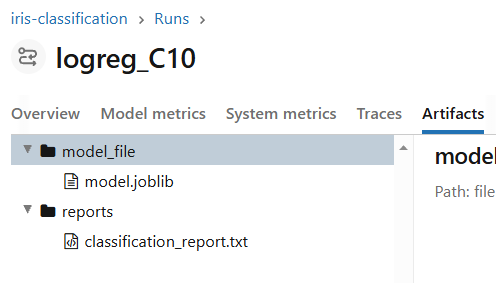 iris-classification > Runs >
logreg_C10
Overview Model metrics System metrics Traces Artifacts
model_file
model.joblib
reports
classification_report.txt
model
Path: file